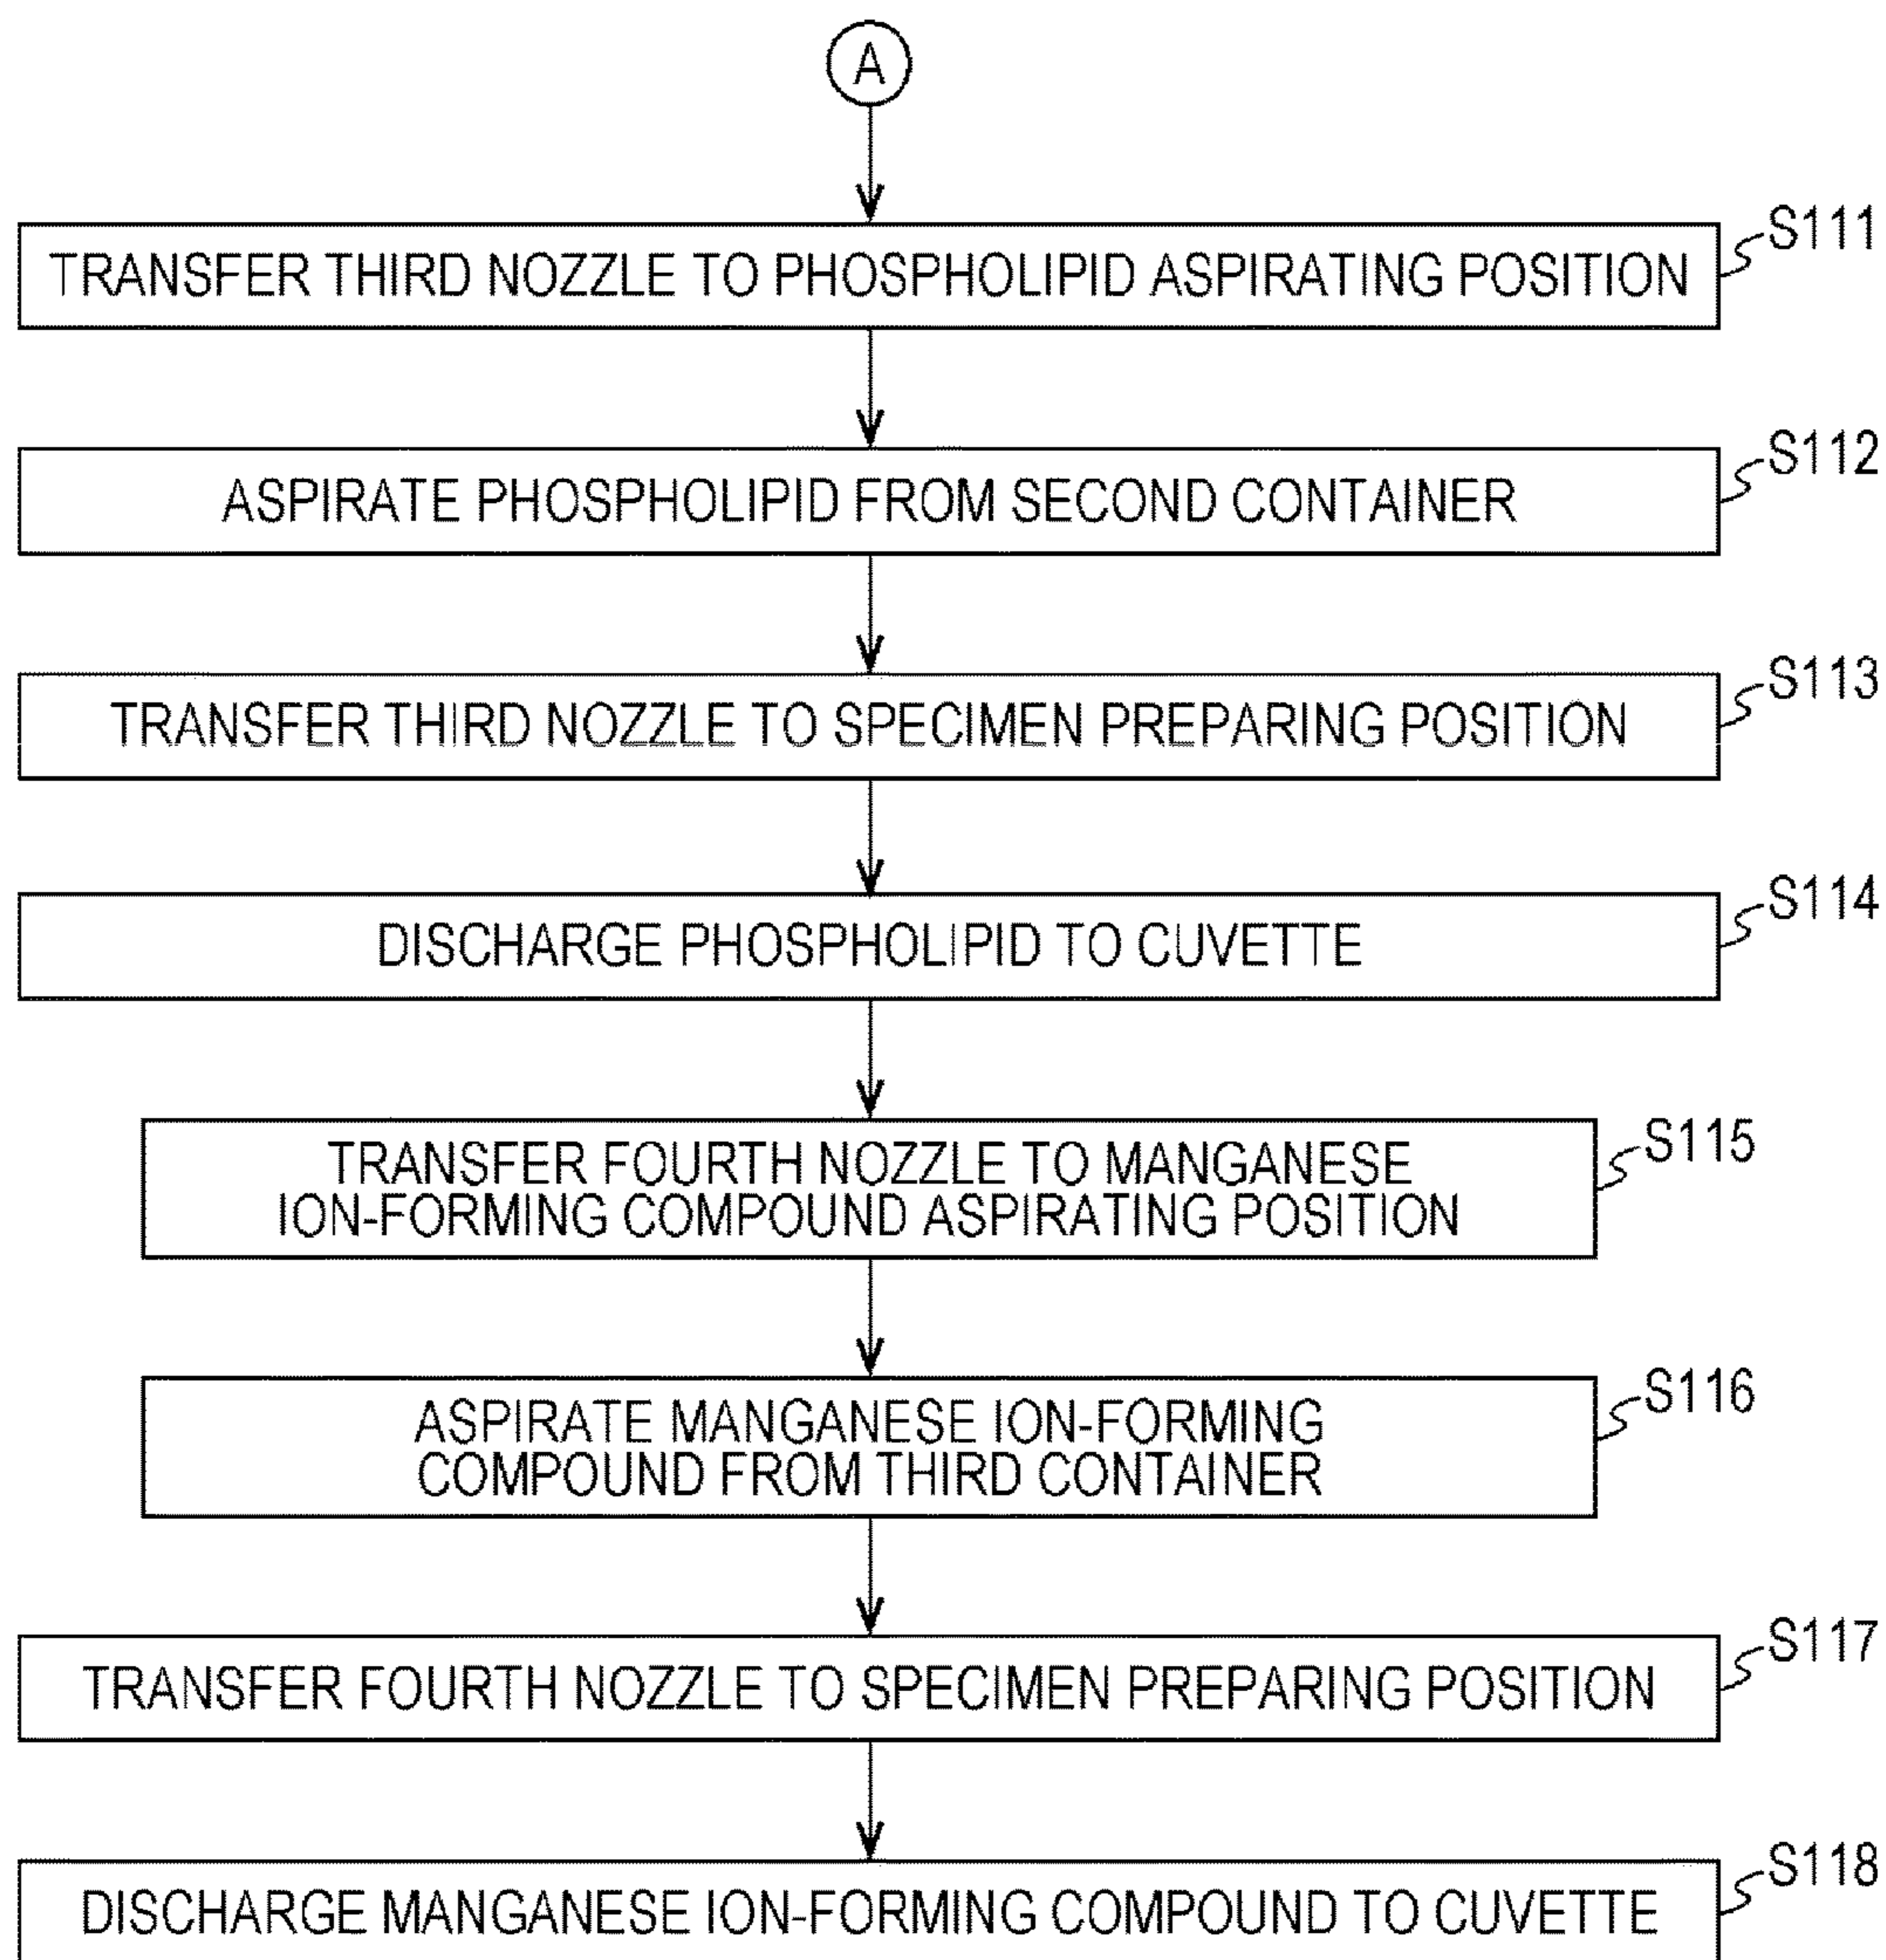 A
S111
TRANSFER THIRD NOZZLE TO PHOSPHOLIPID ASPIRATING POSITION
S112
ASPIRATE PHOSPHOLIPID FROM SECOND CONTAINER
S113
TRANSFER THIRD NOZZLE TO SPECIMEN PREPARING POSITION
S114
DISCHARGE PHOSPHOLIPID TO CUVETTE
S115
TRANSFER FOURTH NOZZLE TO MANGANESE
ION-FORMING COMPOUND ASPIRATING POSITION
S116
ASPIRATE MANGANESE ION-FORMING
COMPOUND FROM THIRD CONTAINER
S117
TRANSFER FOURTH NOZZLE TO SPECIMEN PREPARING POSITION
S118
DISCHARGE MANGANESE ION-FORMING COMPOUND TO CUVETTE